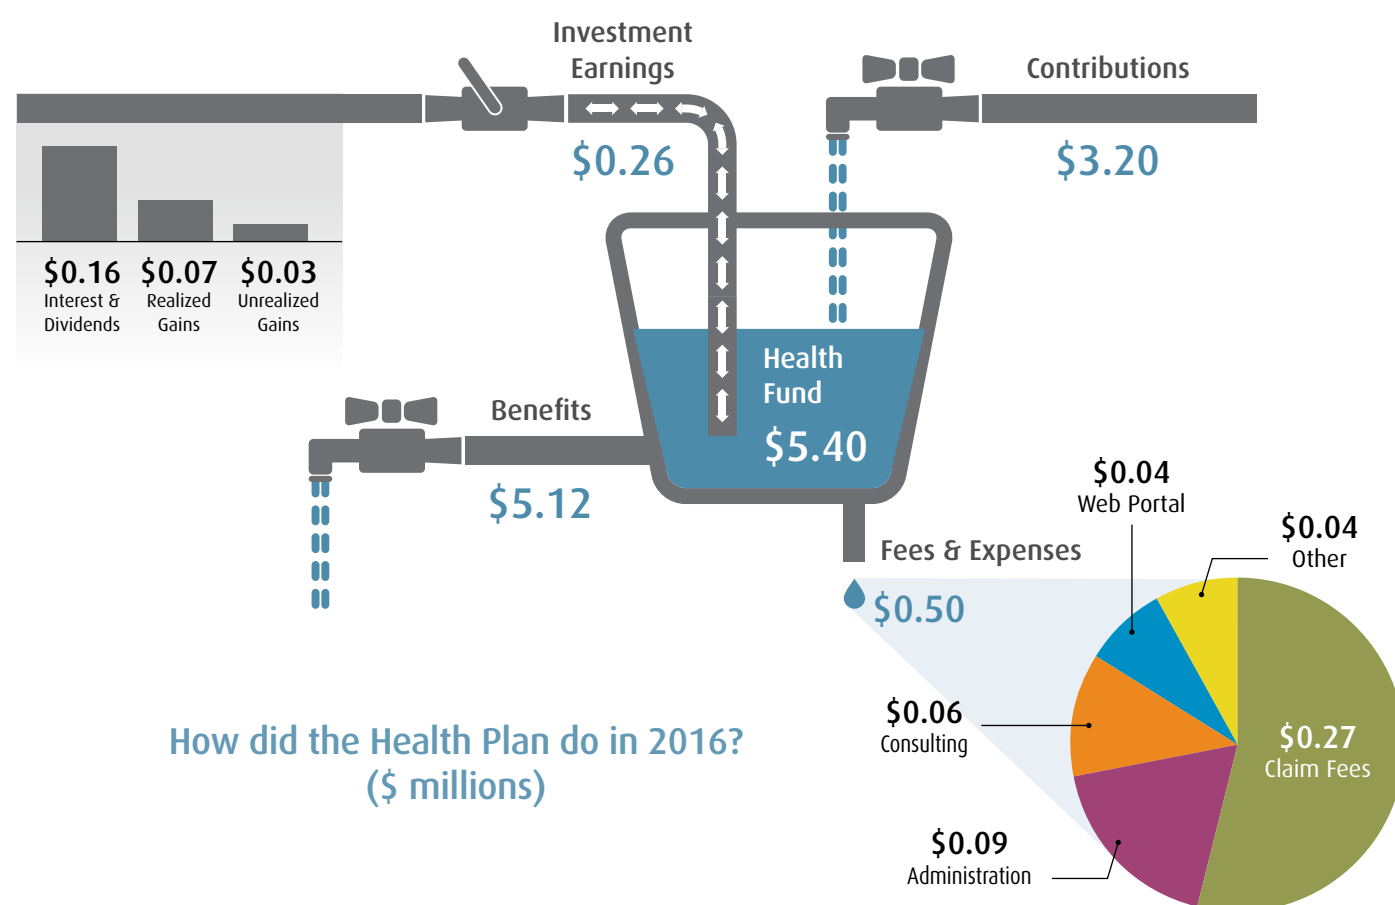 Investment
Earnings
$0.26
Contributions
$3.20
$0.16
Interest &
Dividends
$0.07
Realized
Gains
$0.03
Unrealized
Gains
Health
Fund
$5.40
Benefits
$5.12
Fees & Expenses
$0.50
$0.04
Web Portal
$0.04
Other
$0.06
Consulting
$0.27
Claim Fees
$0.09
Administration
How did the Health Plan do in 2016?
($ millions)